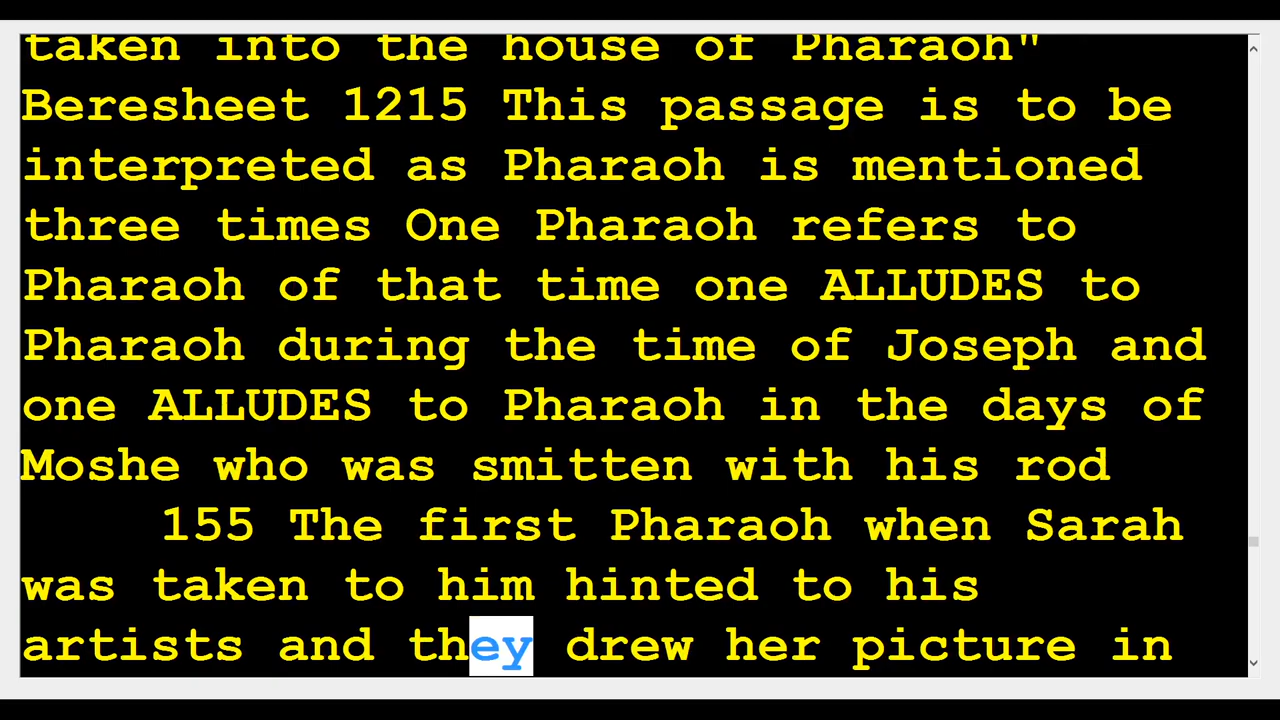 taken into the house of Pharaoh"
Beresheet 1215 This passage is to be
interpreted as Pharaoh is mentioned
three times One Pharaoh refers to
Pharaoh of that time one ALLUDES to
Pharaoh during the time of Joseph and
one ALLUDES to Pharaoh in the days of
Moshe who was smitten with his rod
155 The first Pharaoh when Sarah
was taken to him hinted to his
artists and they drew her picture in